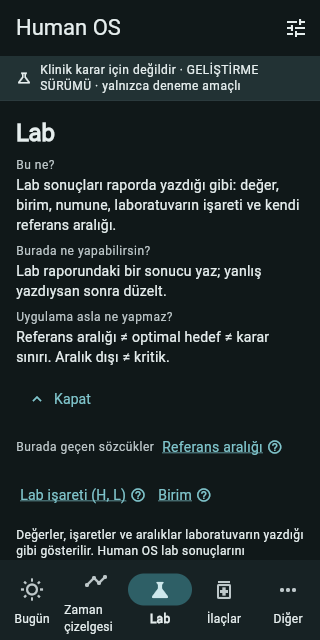 Human OS
Klinik karar için değildir · GELİŞTİRME
SÜRÜMÜ · yalnızca deneme amaçlı
Lab
Bu ne?
Lab sonuçları raporda yazdığı gibi: değer,
birim, numune, laboratuvarın işareti ve kendi
referans aralığı.
Burada ne yapabilirsin?
Lab raporundaki bir sonucu yaz; yanlış
yazdıysan sonra düzelt.
Uygulama asla ne yapmaz?
Referans aralığı ≠ optimal hedef ≠ karar
sınırı. Aralık dışı ≠ kritik.
Kapat
Burada geçen sözcükler Referans aralığı
Lab işareti (H, L) Birim
Değerler, işaretler ve aralıklar laboratuvarın yazdığı
gibi gösterilir. Human OS lab sonuçlarını
Bugün
Zaman
çizelgesi
Lab
İlaçlar
Diğer